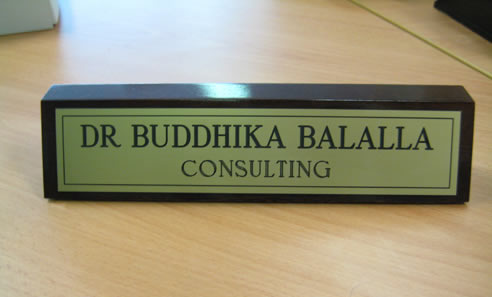 DR BUDDHIKA BALALLA
CONSULTING